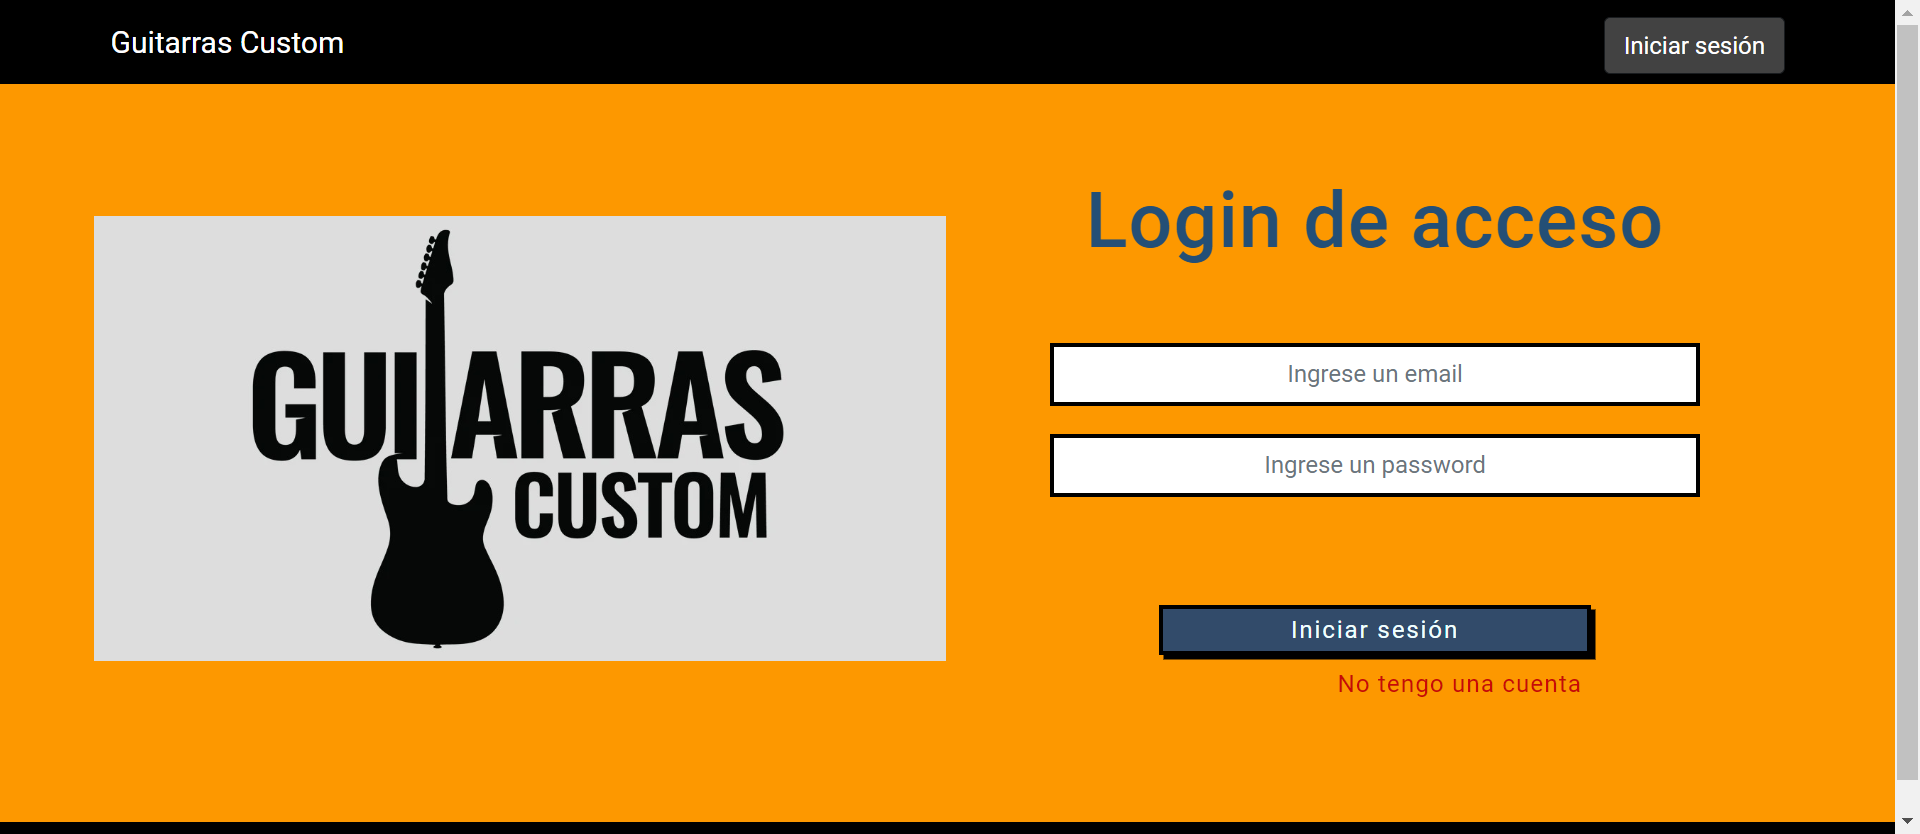 Guitarras Custom
Iniciar sesión
GUITARRAS
CUSTOM
Login de acceso
Ingrese un email
Ingrese un password
Iniciar sesión
No tengo una cuenta